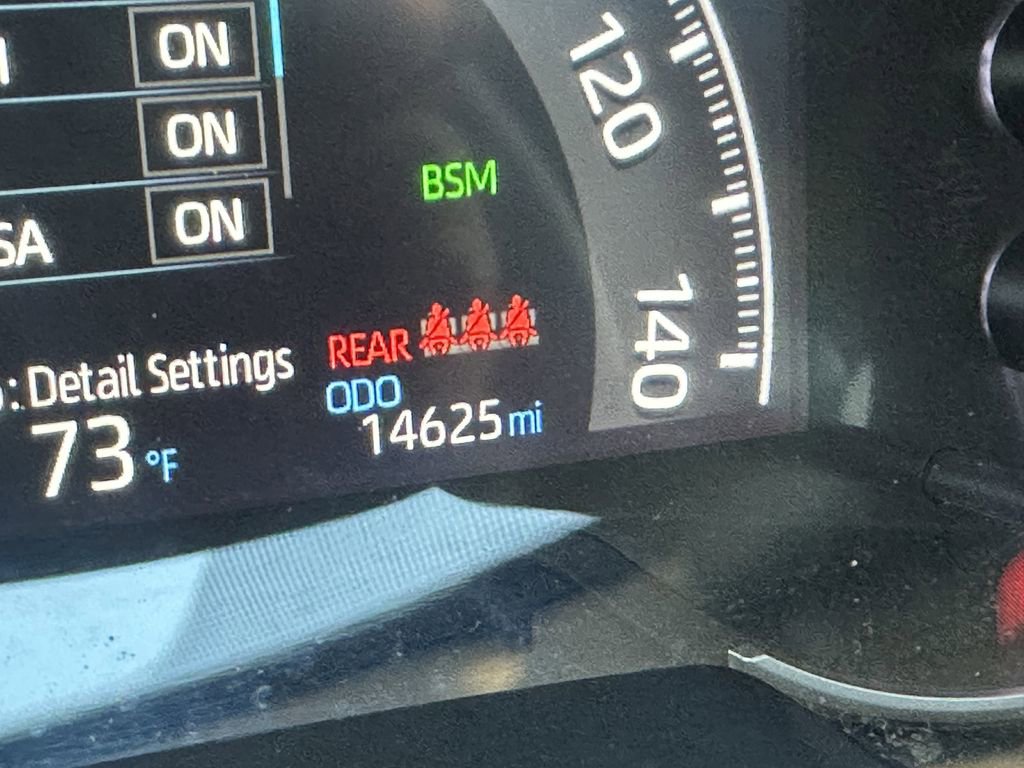 ON
ON
SA ON
BSM
120
140
: Detail Settings
REAR
ODO
14625 mi
73 °F